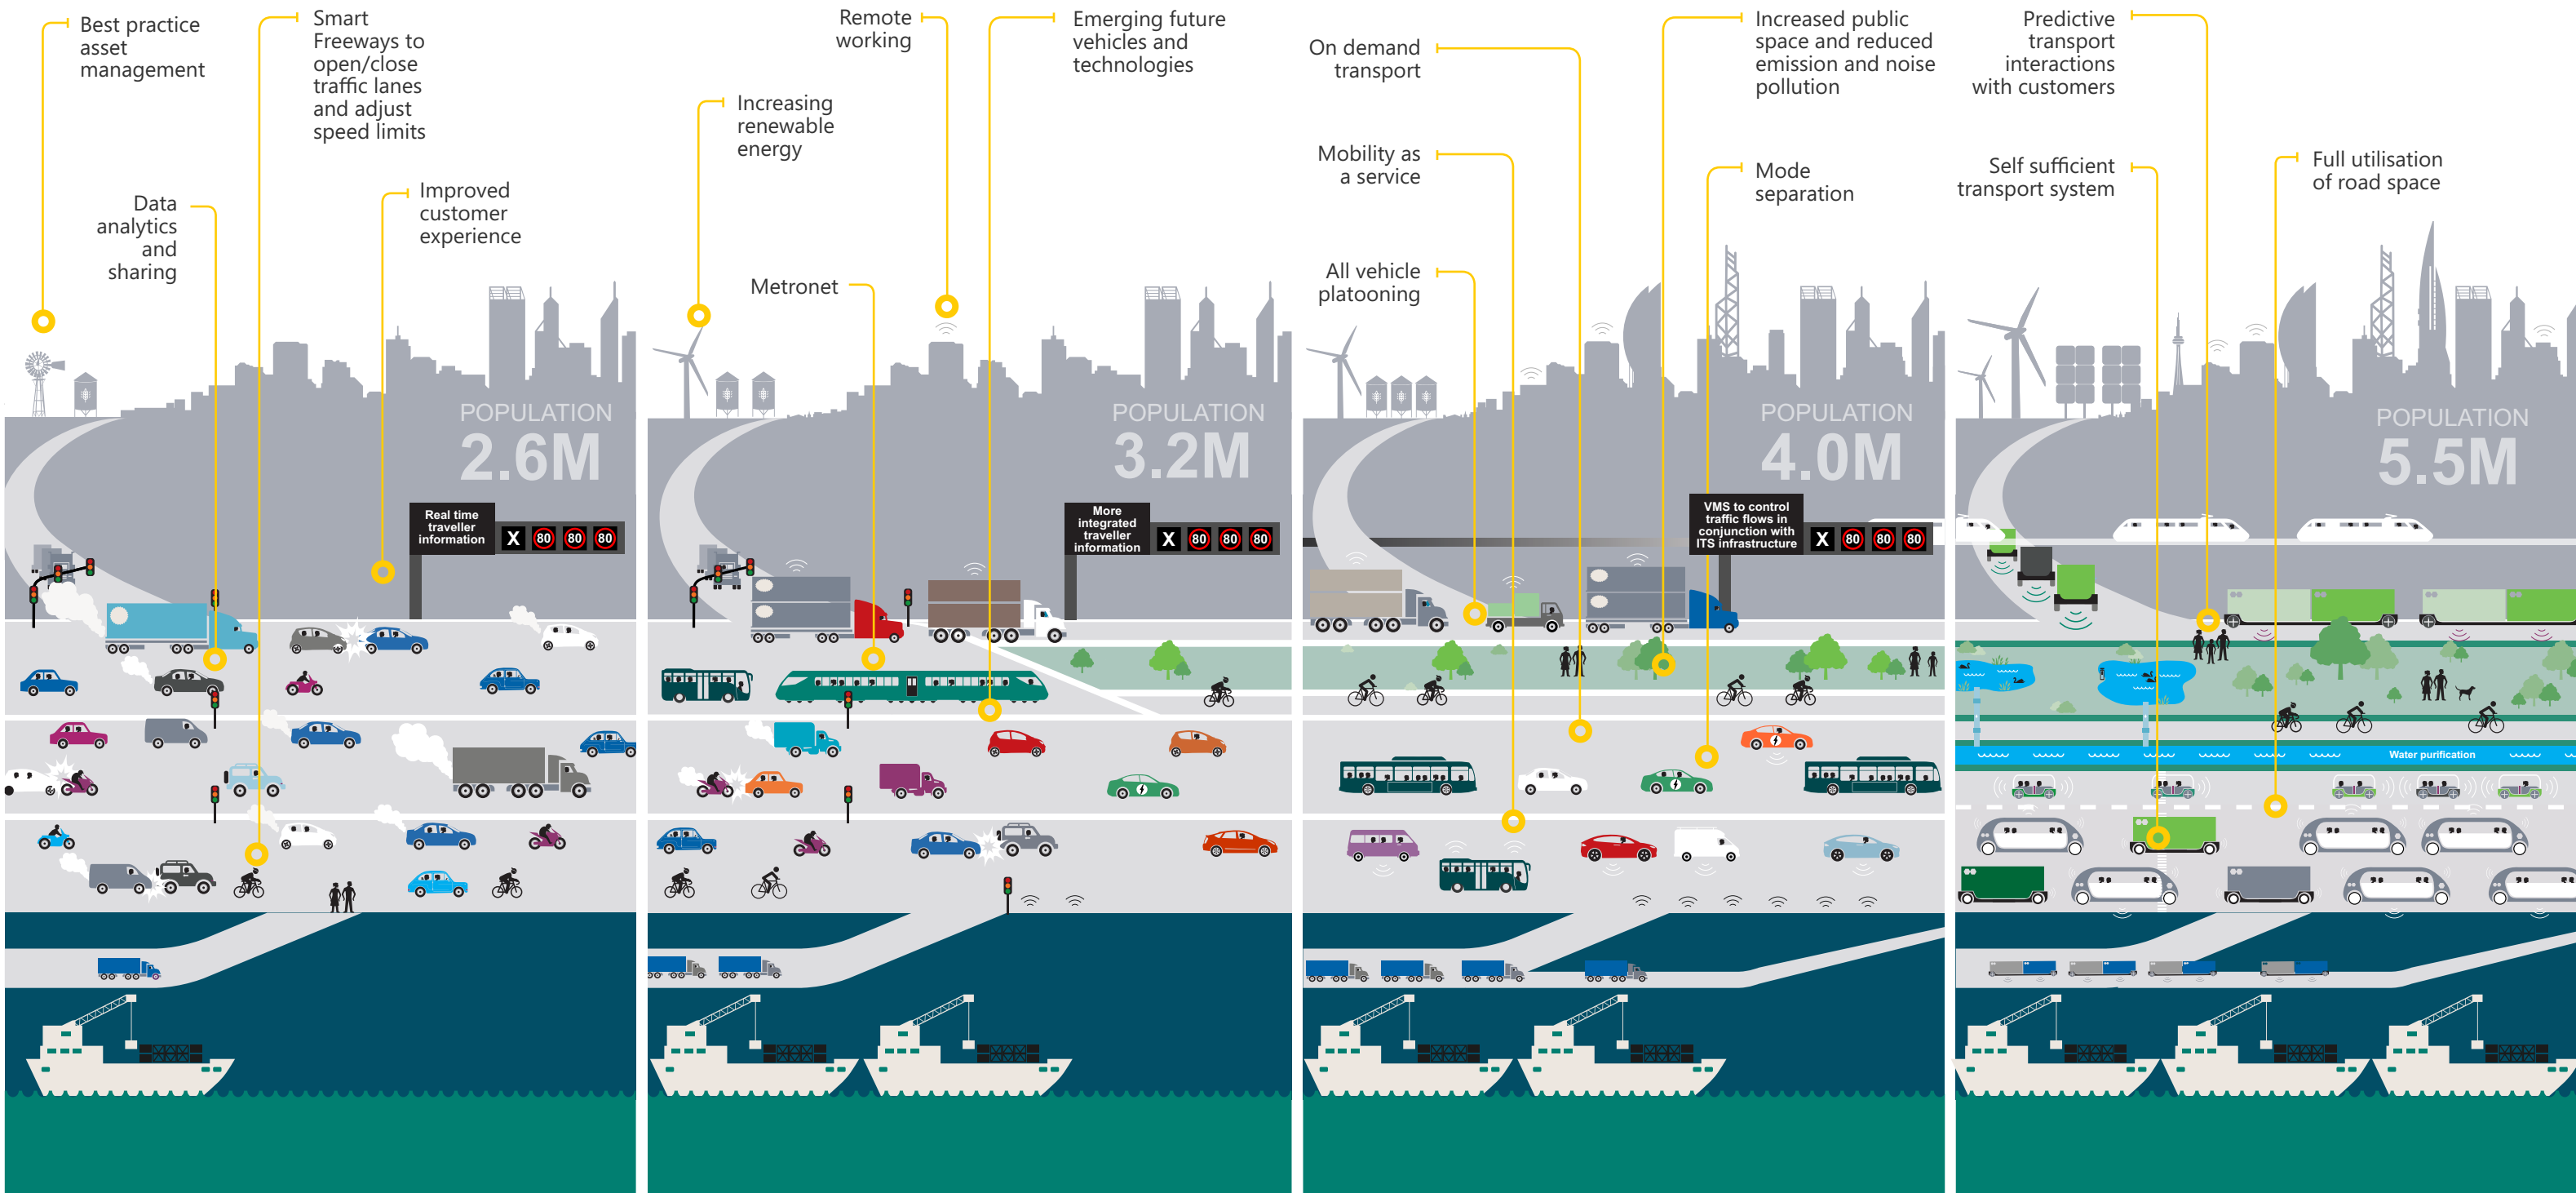 Best practice
asset
management
Smart
Freeways to
open/close
traffic lanes
and adjust
speed limits
Data
analytics
and
sharing
Improved
customer
experience
POPULATION
2.6M
Real time
traveller
information
X 80 80 80
Remote
working
Emerging future
vehicles and
technologies
Increasing
renewable
energy
Metronet
POPULATION
3.2M
More
integrated
traveller
information
X 80 80 80
On demand
transport
Increased public
space and reduced
emission and noise
pollution
Mobility as
a service
Mode
separation
All vehicle
platooning
POPULATION
4.0M
VMS to control
traffic flows in
conjunction with
ITS infrastructure
X 80 80 80
Predictive
transport
interactions
with customers
Self sufficient
transport system
Full utilisation
of road space
POPULATION
5.5M
Water purification